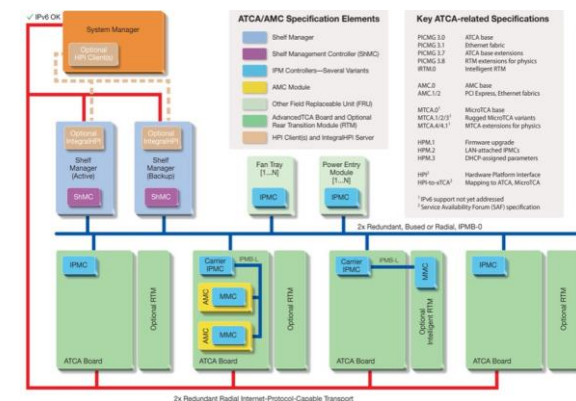 ✓ IPv6 OK
System Manager
Optional
HPI Client(s)
Optional
IntegralHPI
Shelf
Manager
(Active)
ShMC
Optional
IntegralHPI
Shelf
Manager
(Backup)
ShMC
ATCA/AMC Specification Elements
Shelf Manager
Shelf Management Controller (ShMC)
IPM Controllers—Several Variants
AMC Module
Other Field Replaceable Unit (FRU)
AdvancedTCA Board and Optional
Rear Transition Module (RTM)
HPI Client(s) and IntegralHPI Server
Key ATCA-related Specifications
PICMG 3.0 ATCA base
PICMG 3.1 Ethernet fabric
PICMG 3.7 ATCA base extensions
PICMG 3.8 RTM extensions for physics
IRTM.0 Intelligent RTM
AMC.0 AMC base
AMC.1/2 PCI Express, Ethernet fabrics
MTCA.0¹ MicroTCA base
MTCA.1/2/3¹ Rugged MicroTCA variants
MTCA.4/4.1¹ MTCA extensions for physics
HPM.1 Firmware upgrade
HPM.2 LAN-attached IPMCs
HPM.3 DHCP-assigned parameters
HPI² Hardware Platform Interface
HPI-to-xTCA² Mapping to ATCA, MicroTCA
¹ IPv6 support not yet addressed
² Service Availability Forum (SAF) specification
Fan Tray
[1...N]
IPMC
Power Entry
Module
[1...N]
IPMC
2x Redundant, Bused or Radial, IPMB-0
IPMC
ATCA Board
Optional RTM
Carrier
IPMC
IPMB-L
AMC
MMC
AMC
MMC
ATCA Board
Optional RTM
Carrier
IPMC
IPMB-L
MMC
ATCA Board
Optional
Intelligent RTM
IPMC
ATCA Board
Optional RTM
2x Redundant Radial Internet-Protocol-Capable Transport